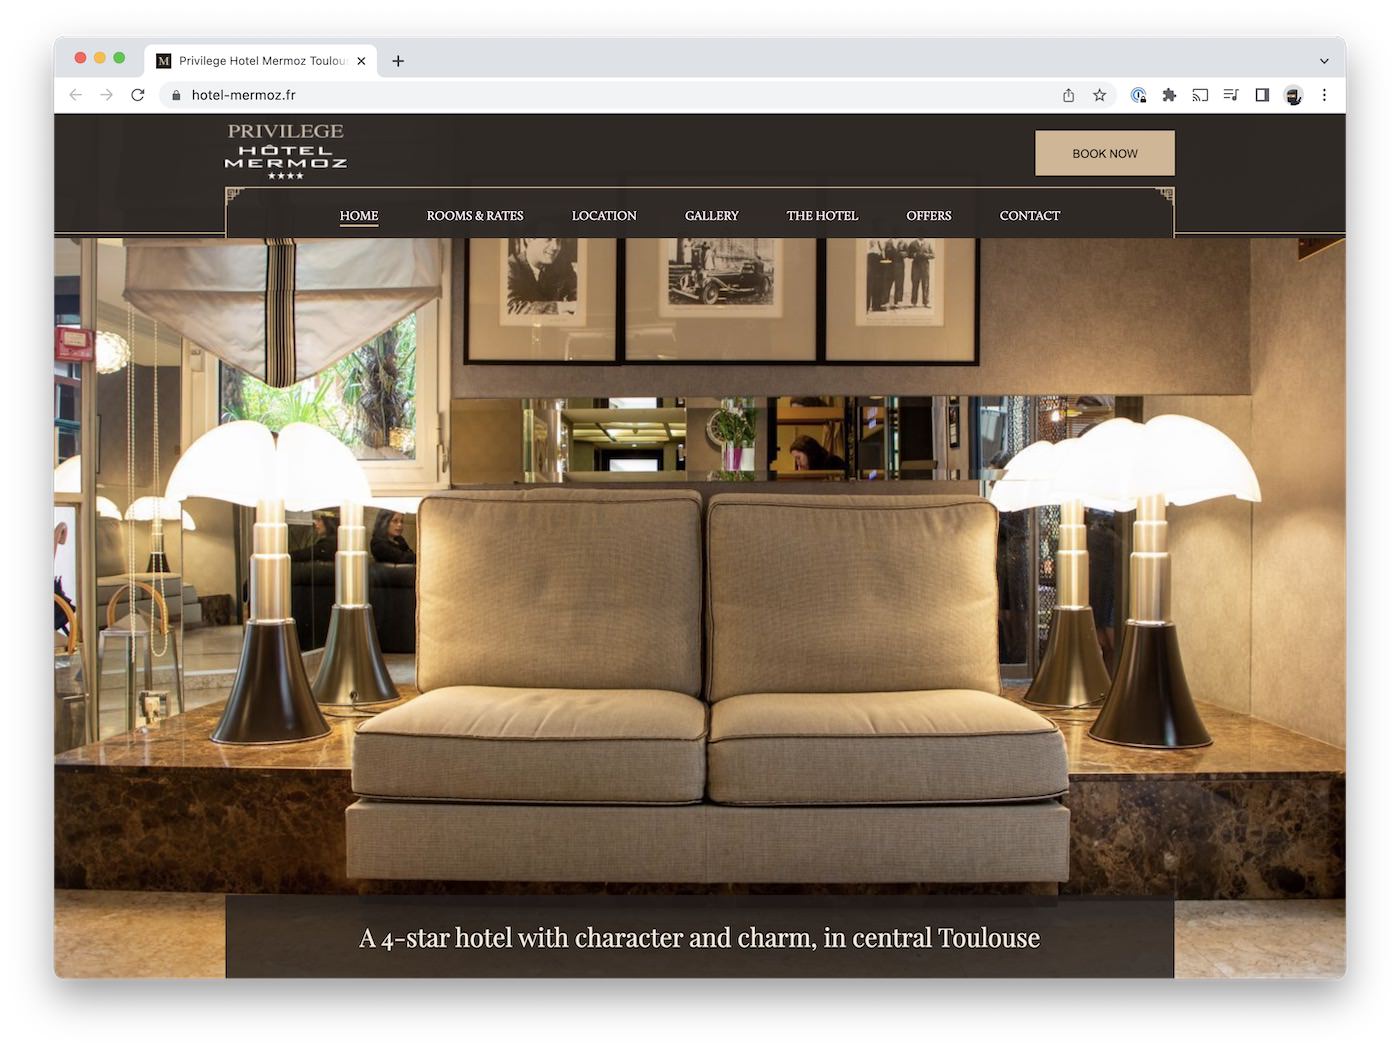 M Privilege Hotel Mermoz Toulou
hotel-mermoz.fr
PRIVILEGE
HÔTEL
MERMOZ
★★★★
BOOK NOW
HOME ROOMS & RATES LOCATION GALLERY THE HOTEL OFFERS CONTACT
A 4-star hotel with character and charm, in central Toulouse